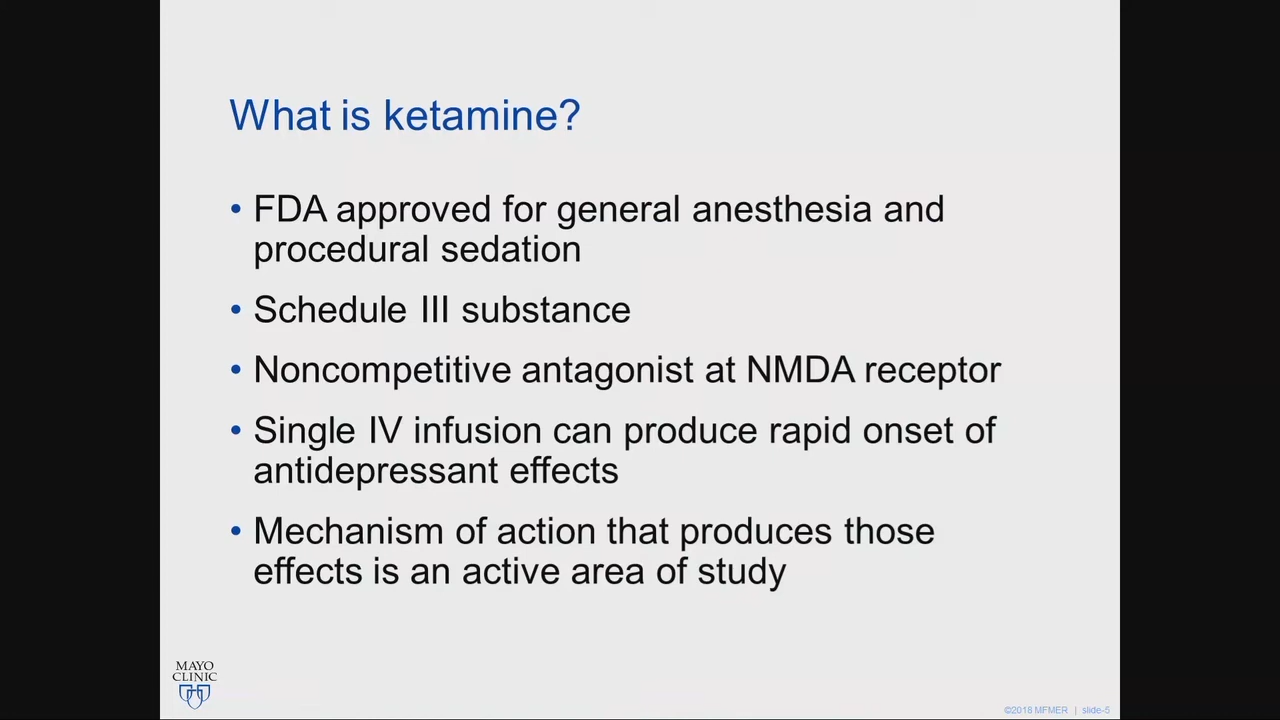 What is ketamine?
• FDA approved for general anesthesia and
procedural sedation
• Schedule III substance
• Noncompetitive antagonist at NMDA receptor
• Single IV infusion can produce rapid onset of
antidepressant effects
• Mechanism of action that produces those
effects is an active area of study
MAYO
CLINIC
©2018 MFMER | slide-5